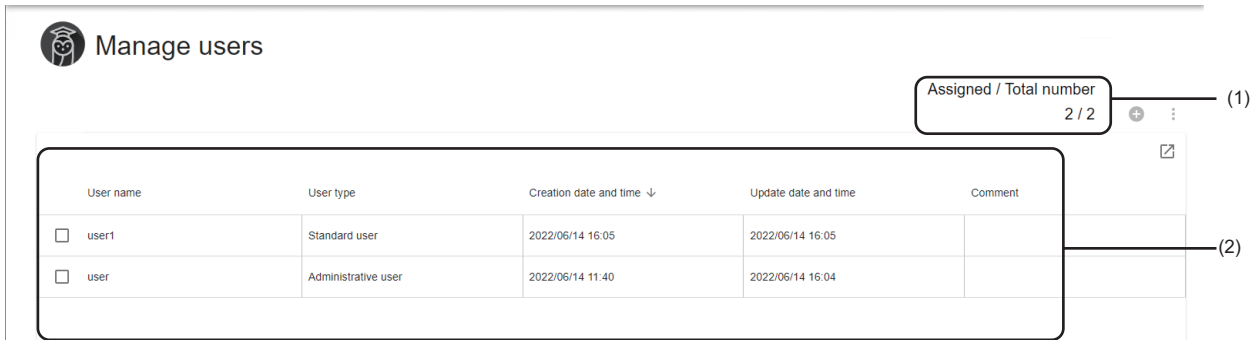 Manage users
Assigned / Total number
2 / 2
(1)
User name User type Creation date and time ↓ Update date and time Comment
user1 Standard user 2022/06/14 16:05 2022/06/14 16:05
(2)
user Administrative user 2022/06/14 11:40 2022/06/14 16:04